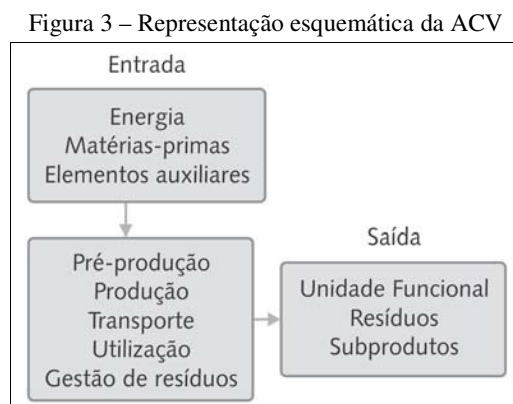 Figura 3 – Representação esquemática da ACV
Entrada
Energia
Matérias-primas
Elementos auxiliares
Pré-produção
Produção
Transporte
Utilização
Gestão de resíduos
Saída
Unidade Funcional
Resíduos
Subprodutos